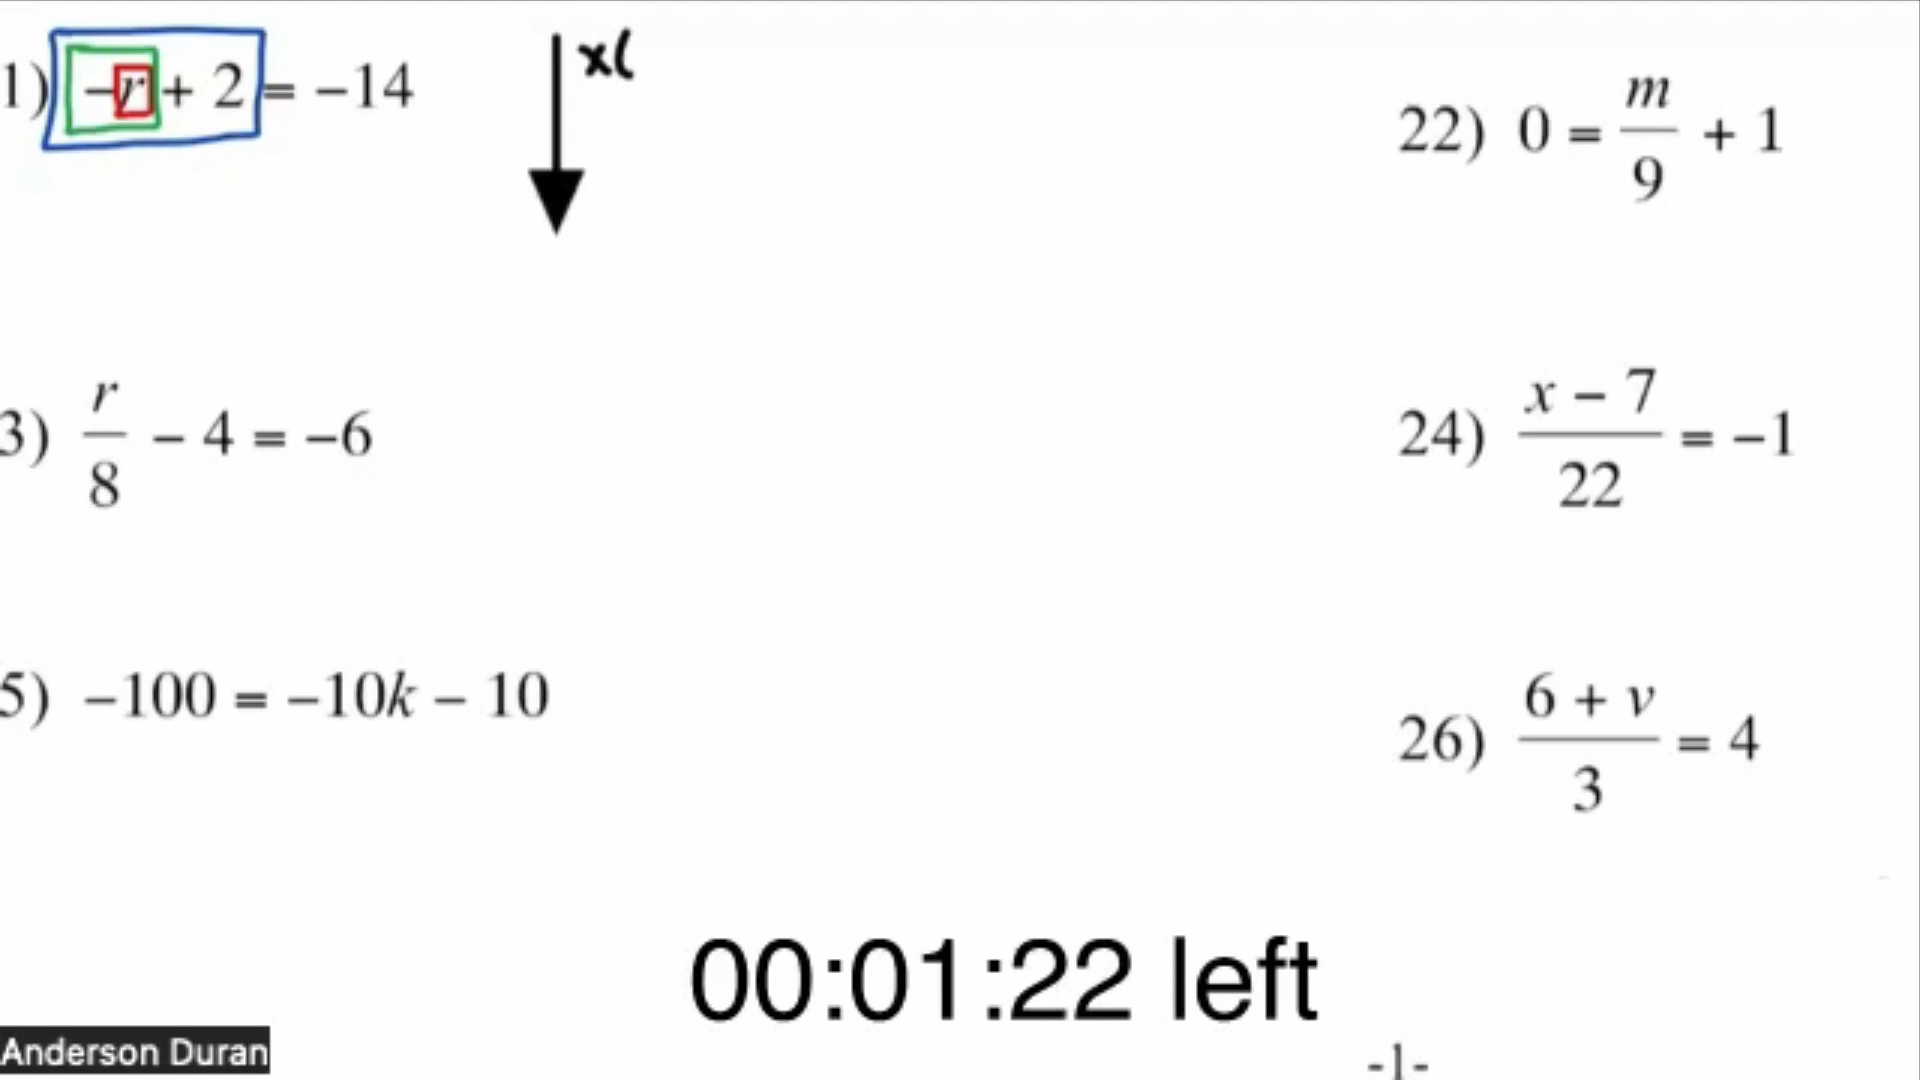 1) −r + 2 = −14
x(
22) 0 = m/9 + 1
3) r/8 − 4 = −6
24) (x − 7)/22 = −1
5) −100 = −10k − 10
26) (6 + v)/3 = 4
00:01:22 left
Anderson Duran
-1-